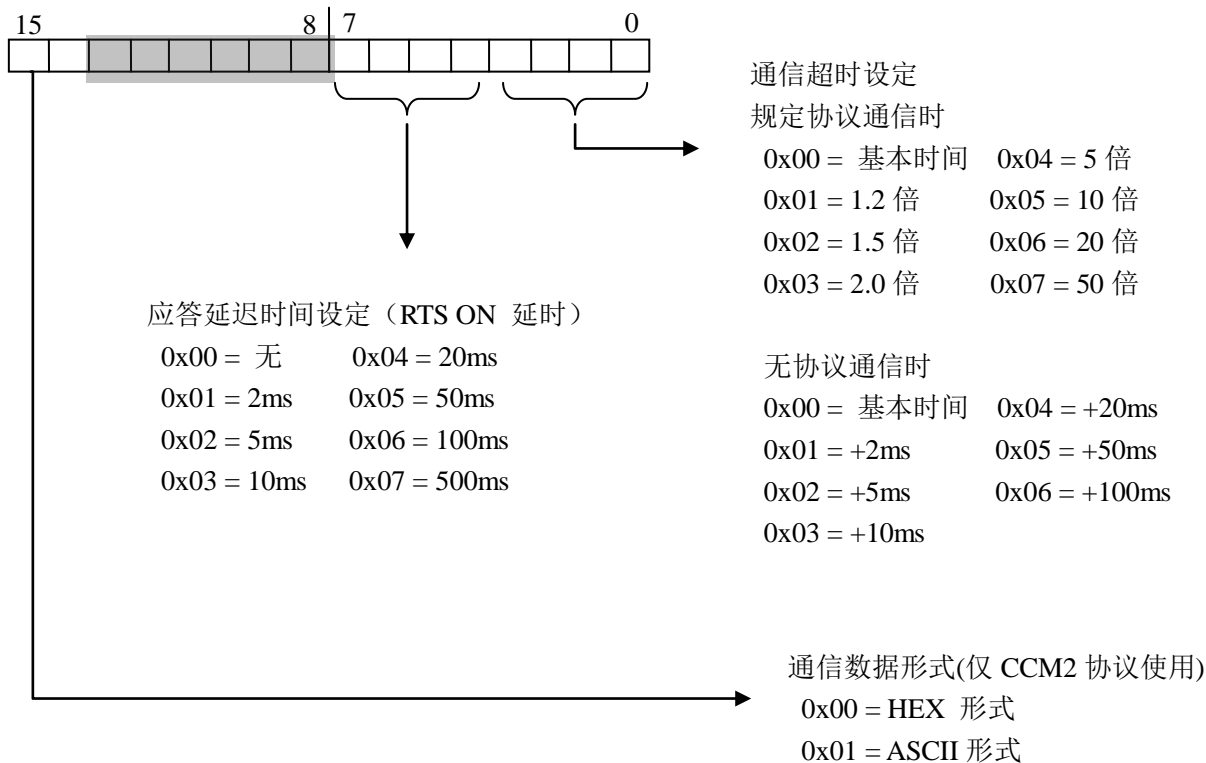 15 8 7 0
通信超时设定
规定协议通信时
0x00 = 基本时间 0x04 = 5 倍
0x01 = 1.2 倍 0x05 = 10 倍
0x02 = 1.5 倍 0x06 = 20 倍
0x03 = 2.0 倍 0x07 = 50 倍
应答延迟时间设定（RTS ON 延时）
0x00 = 无 0x04 = 20ms
0x01 = 2ms 0x05 = 50ms
0x02 = 5ms 0x06 = 100ms
0x03 = 10ms 0x07 = 500ms
无协议通信时
0x00 = 基本时间 0x04 = +20ms
0x01 = +2ms 0x05 = +50ms
0x02 = +5ms 0x06 = +100ms
0x03 = +10ms
通信数据形式(仅 CCM2 协议使用)
0x00 = HEX 形式
0x01 = ASCII 形式